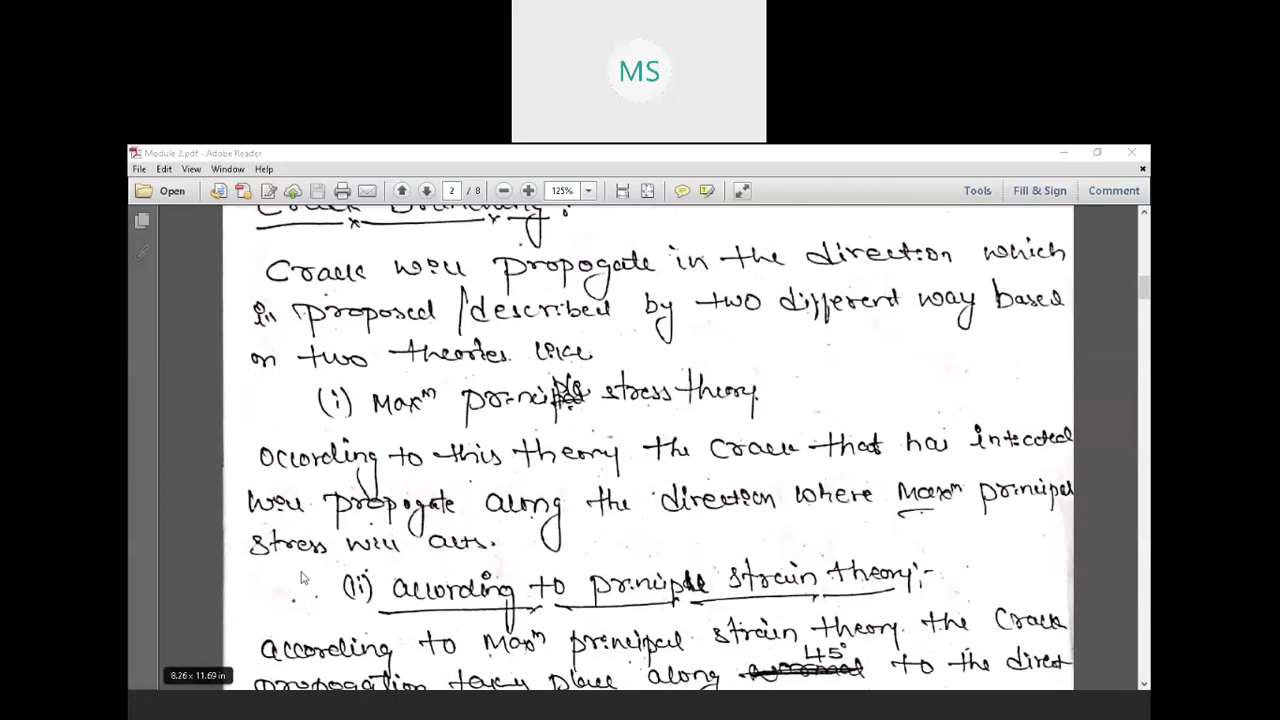 MS
Module 3.pdf - Adobe Reader
File Edit View Window Help
Open 2 / 8 125% Tools Fill & Sign Comment
Crack Branching :
Crack will propogate in the direction which
is proposed / described by two different way based
on two theories like
(i) Maxm principle stress theory.
According to this theory the crack that has
will propogate along the direction where Maxm principal
stress will acts.
(ii) according to principle strain theory :-
according to Maxm principal strain theory the crack
propogation takes place along 45° to the direct
8.26 x 11.69 in